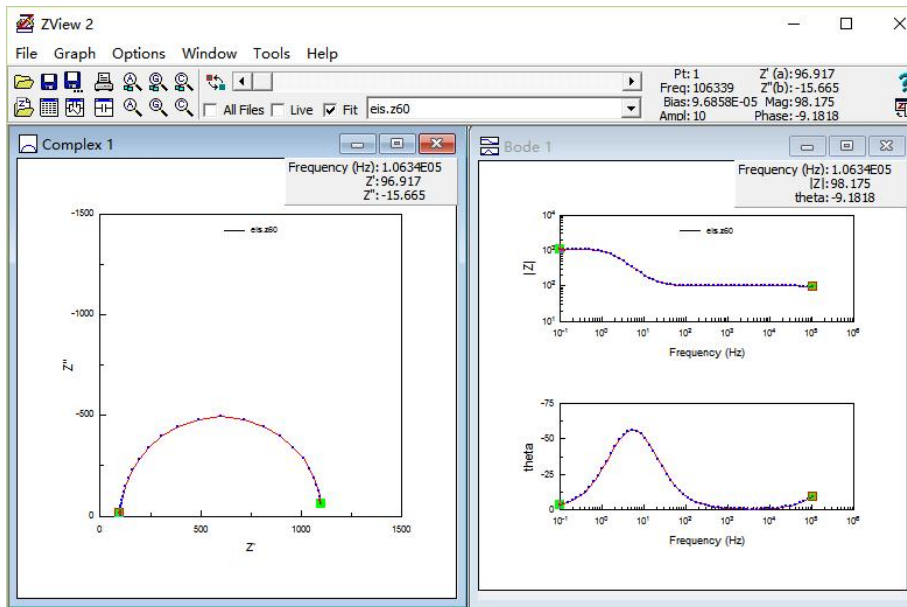 ZView 2
File Graph Options Window Tools Help
Pt: 1 Z' (a): 96.917
Freq: 106339 Z''(b): -15.665
Bias: 9.6858E-05 Mag: 98.175
Ampl: 10 Phase: -9.1818
All Files Live Fit eis.z60
Complex 1
Frequency (Hz): 1.0634E05
Z': 96.917
Z'': -15.665
-1500
eis.z60
-1000
Z''
-500
0
0 500 1000 1500
Z'
Bode 1
Frequency (Hz): 1.0634E05
|Z|: 98.175
theta: -9.1818
10⁴
eis.z60
10³
|Z|
10²
10¹
10⁻¹ 10⁰ 10¹ 10² 10³ 10⁴ 10⁵ 10⁶
Frequency (Hz)
-75
-50
theta
-25
0
10⁻¹ 10⁰ 10¹ 10² 10³ 10⁴ 10⁵ 10⁶
Frequency (Hz)